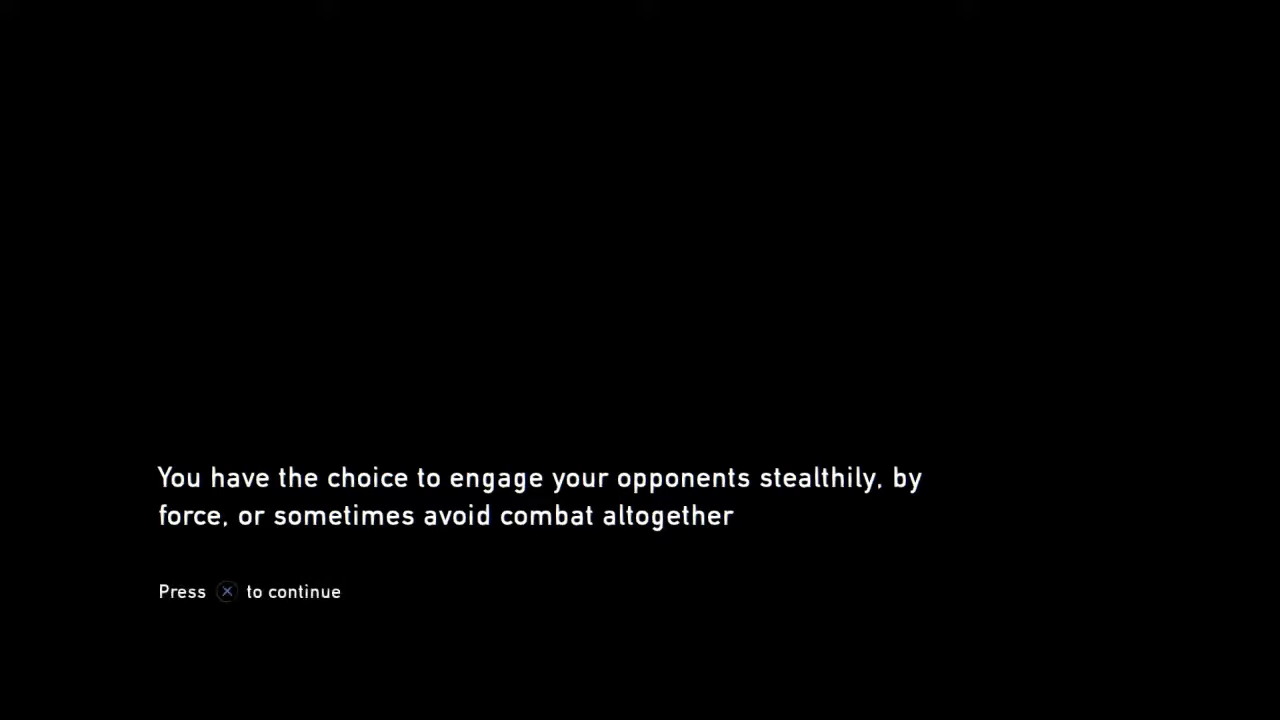 You have the choice to engage your opponents stealthily, by
force, or sometimes avoid combat altogether
Press ⊗ to continue